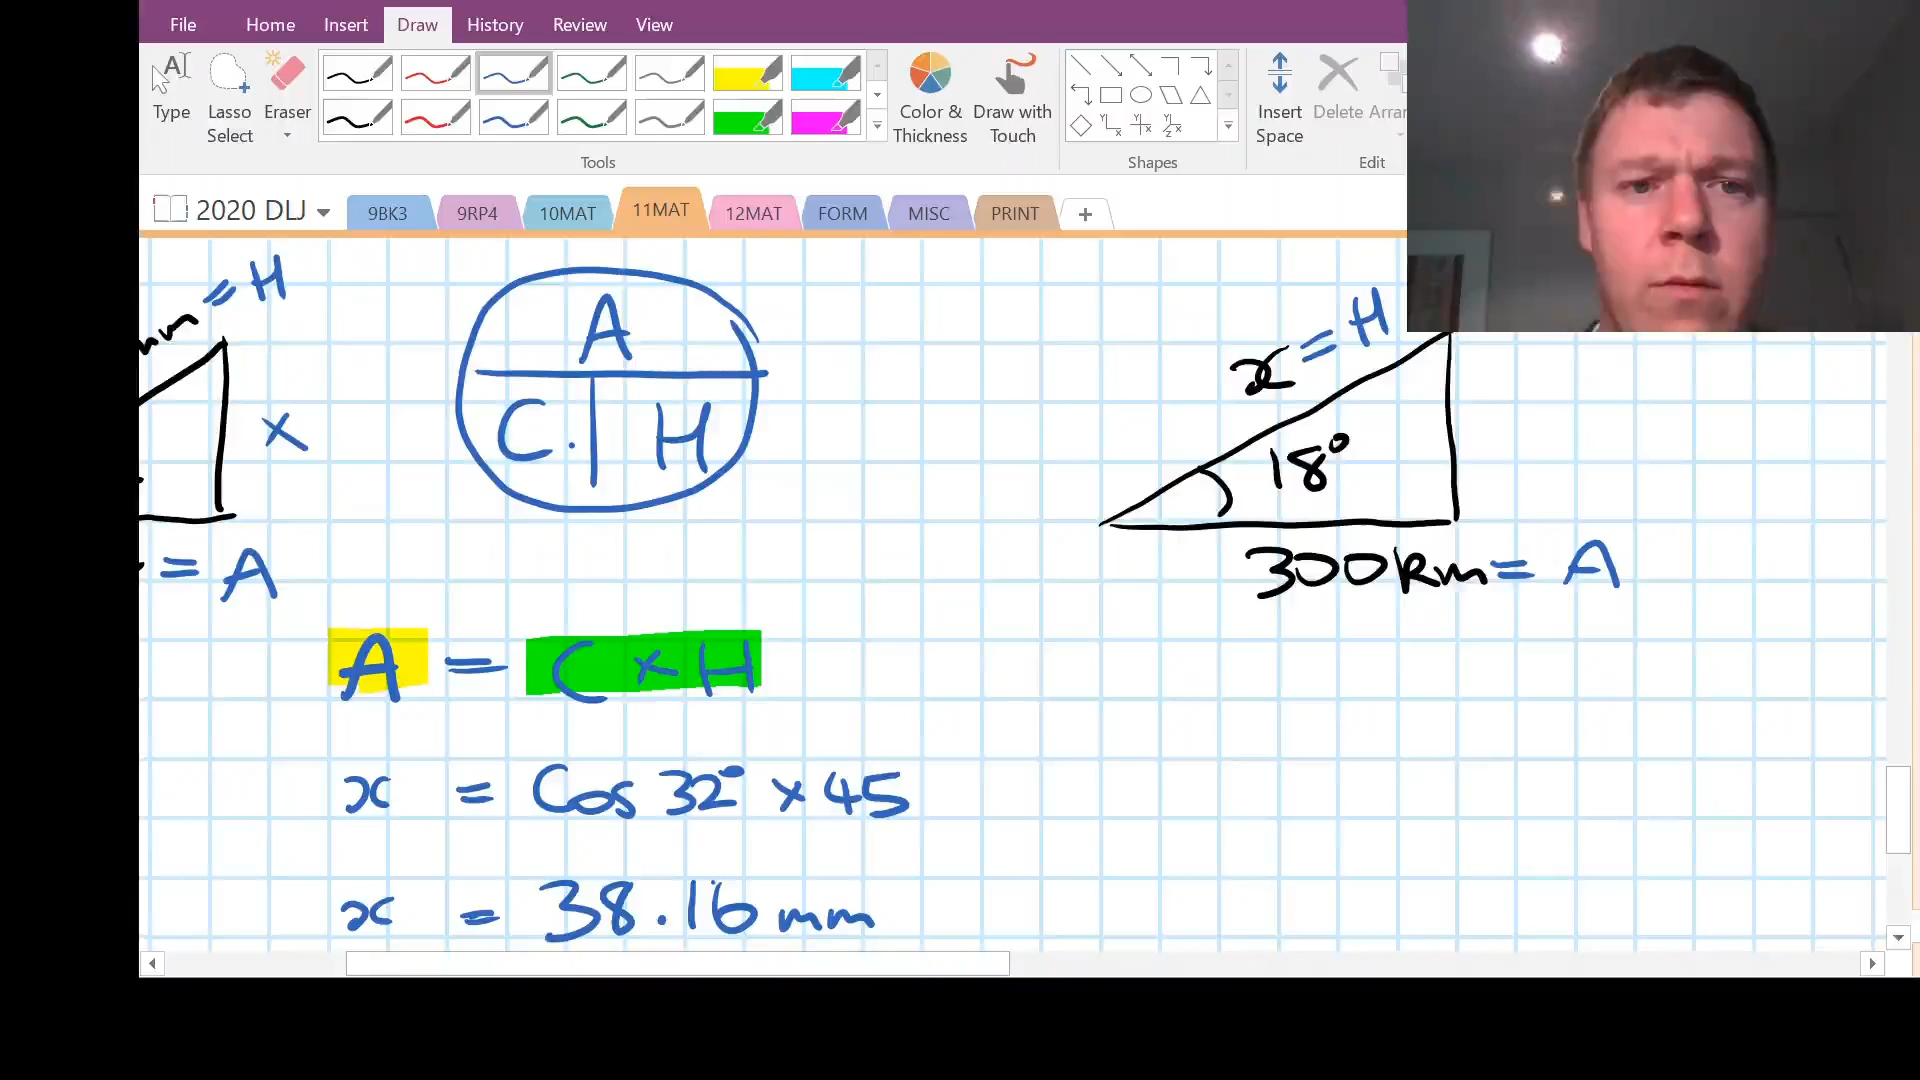 File Home Insert Draw History Review View
Type
Lasso Select
Eraser
Color & Thickness
Draw with Touch
Insert Space
Delete
Arran
Tools
Shapes
Edit
2020 DLJ 9BK3 9RP4 10MAT 11MAT 12MAT FORM MISC PRINT +
= H
mm
x
= A
A
C. H
A = C × H
x = Cos 32° × 45
x = 38.16 mm
x = H
18°
300km = A